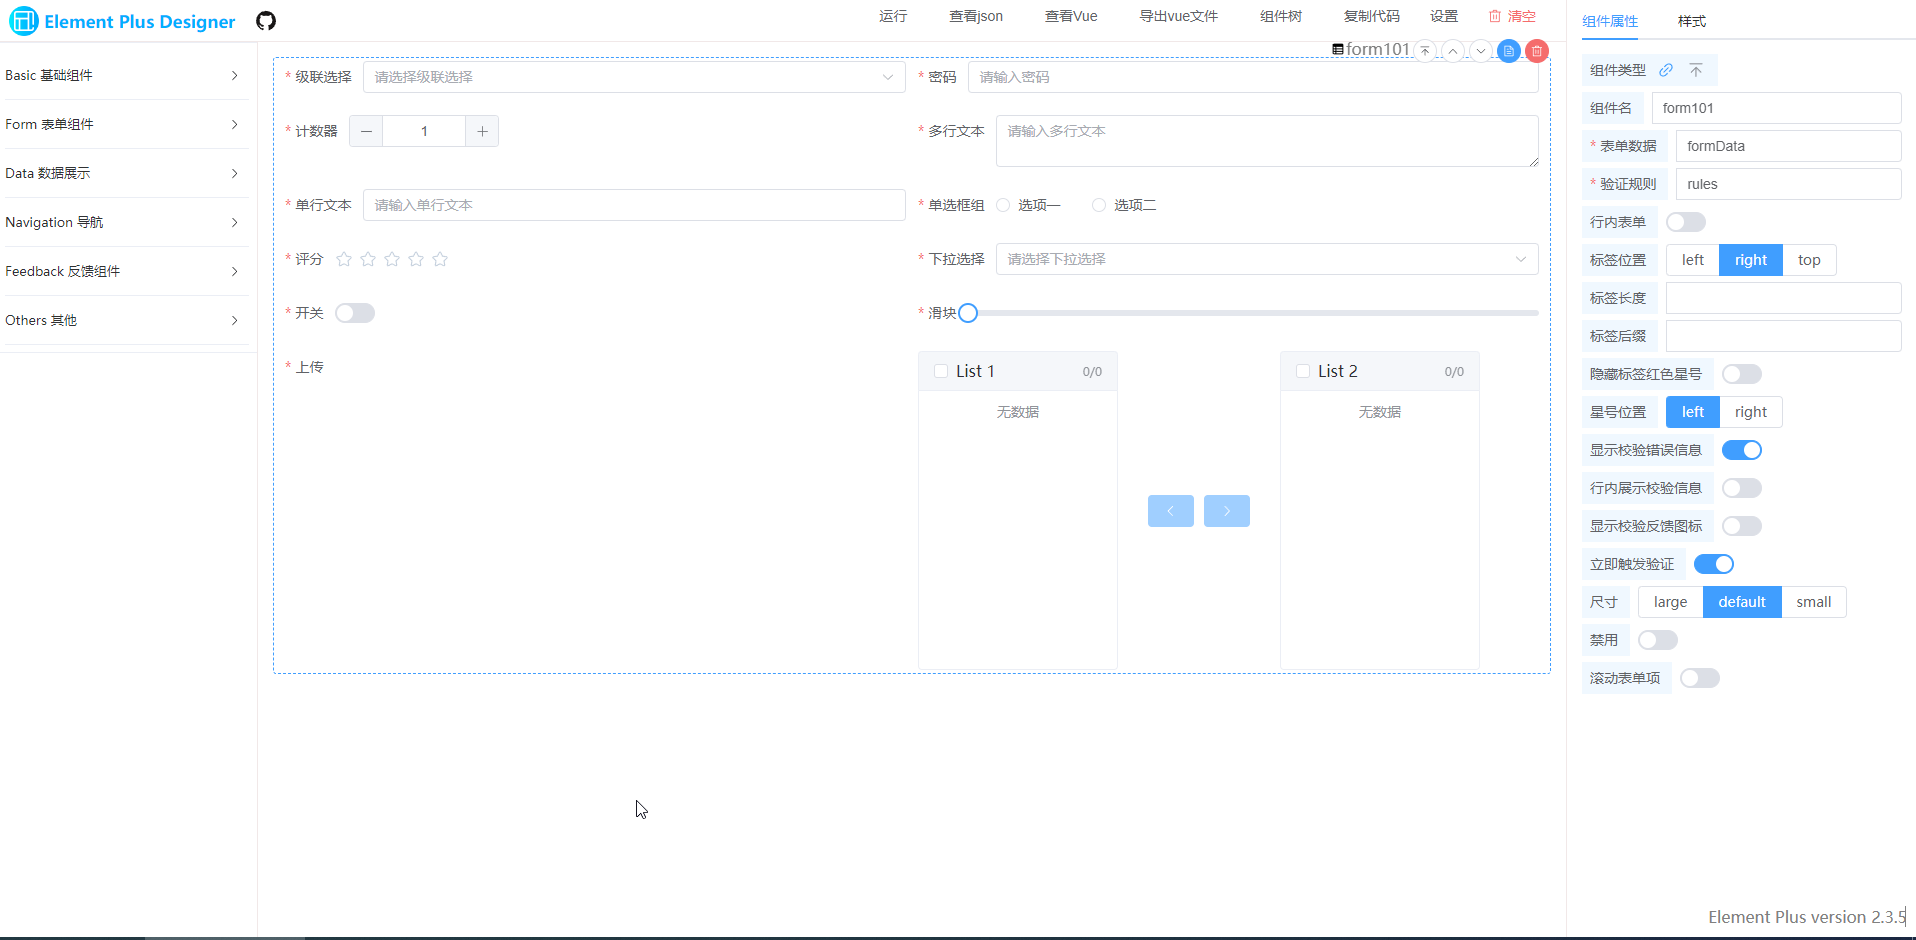 Element Plus Designer
运行 查看json 查看Vue 导出vue文件 组件树 复制代码 设置 清空
Basic 基础组件
Form 表单组件
Data 数据展示
Navigation 导航
Feedback 反馈组件
Others 其他
form101
* 级联选择 请选择级联选择
* 密码 请输入密码
* 计数器 1
* 多行文本 请输入多行文本
* 单行文本 请输入单行文本
* 单选框组 选项一 选项二
* 评分
* 下拉选择 请选择下拉选择
* 开关
* 滑块
* 上传
List 1 0/0
无数据
List 2 0/0
无数据
组件属性 样式
组件类型
组件名 form101
* 表单数据 formData
* 验证规则 rules
行内表单
标签位置 left right top
标签长度
标签后缀
隐藏标签红色星号
星号位置 left right
显示校验错误信息
行内展示校验信息
显示校验反馈图标
立即触发验证
尺寸 large default small
禁用
滚动表单项
Element Plus version 2.3.5